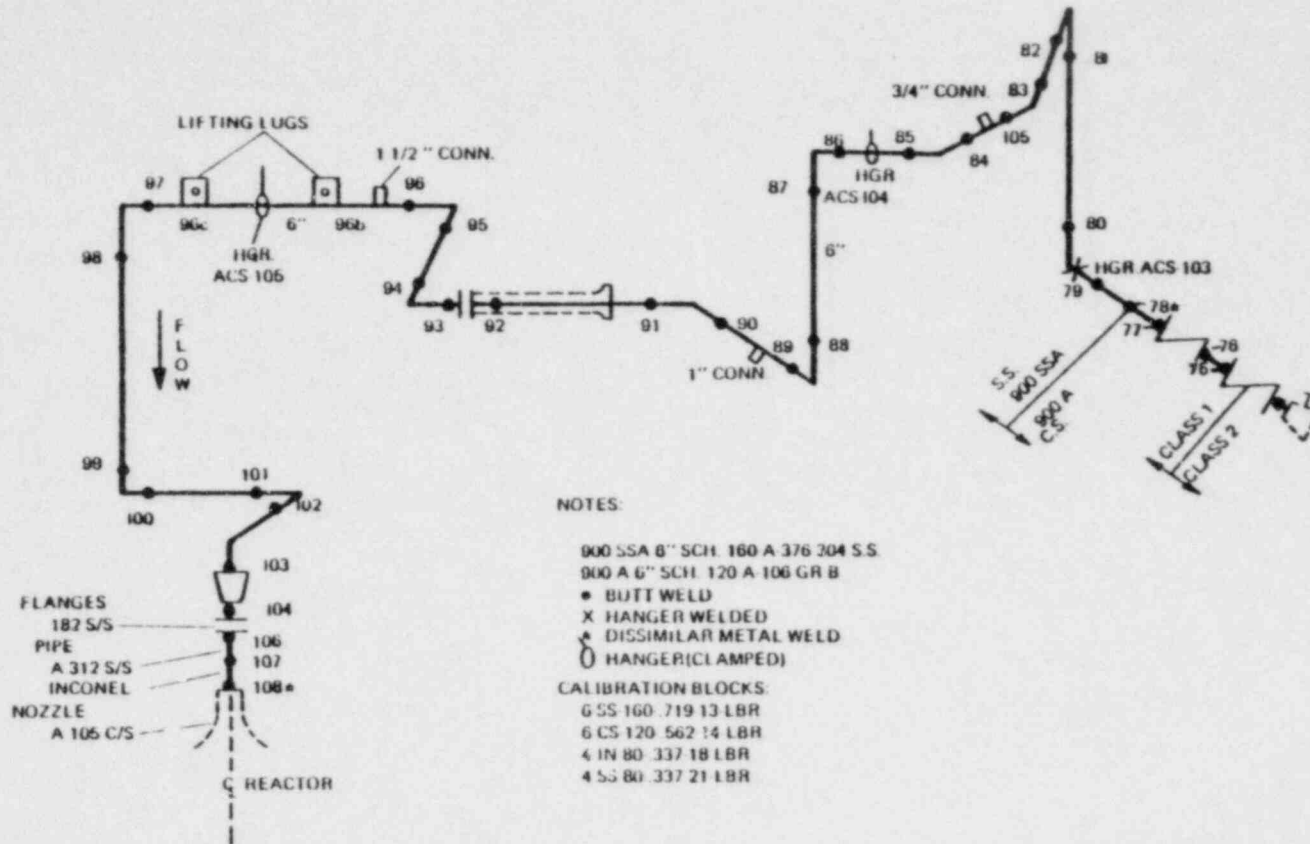 82
81
83
3/4" CONN.
105
84
LIFTING LUGS
1 1/2 " CONN.
86
1
85
HGR
ACS 104
97
96
87
96c
6"
96b
95
HGR.
ACS 106
98
80
6"
HGR ACS 103
79
94
78*
93
92
91
90
88
77
FLOW
89
1" CONN.
76
S.S.
900 SSA
900 A
C.S.
CLASS 1
CLASS 2
99
101
100
102
NOTES:
900 SSA 6" SCH. 160 A-376 304 S.S.
900 A 6" SCH. 120 A-106 GR B
BUTT WELD
X HANGER WELDED
* DISSIMILAR METAL WELD
HANGER(CLAMPED)
103
104
FLANGES
182 S/S
106
PIPE
A 312 S/S
107
INCONEL
108*
NOZZLE
A 105 C/S
CALIBRATION BLOCKS:
6 SS 160 .719 13 LBR
6 CS 120 .562 14 LBR
4 IN 80 .337 18 LBR
4 SS 80 .337 21 LBR
REACTOR